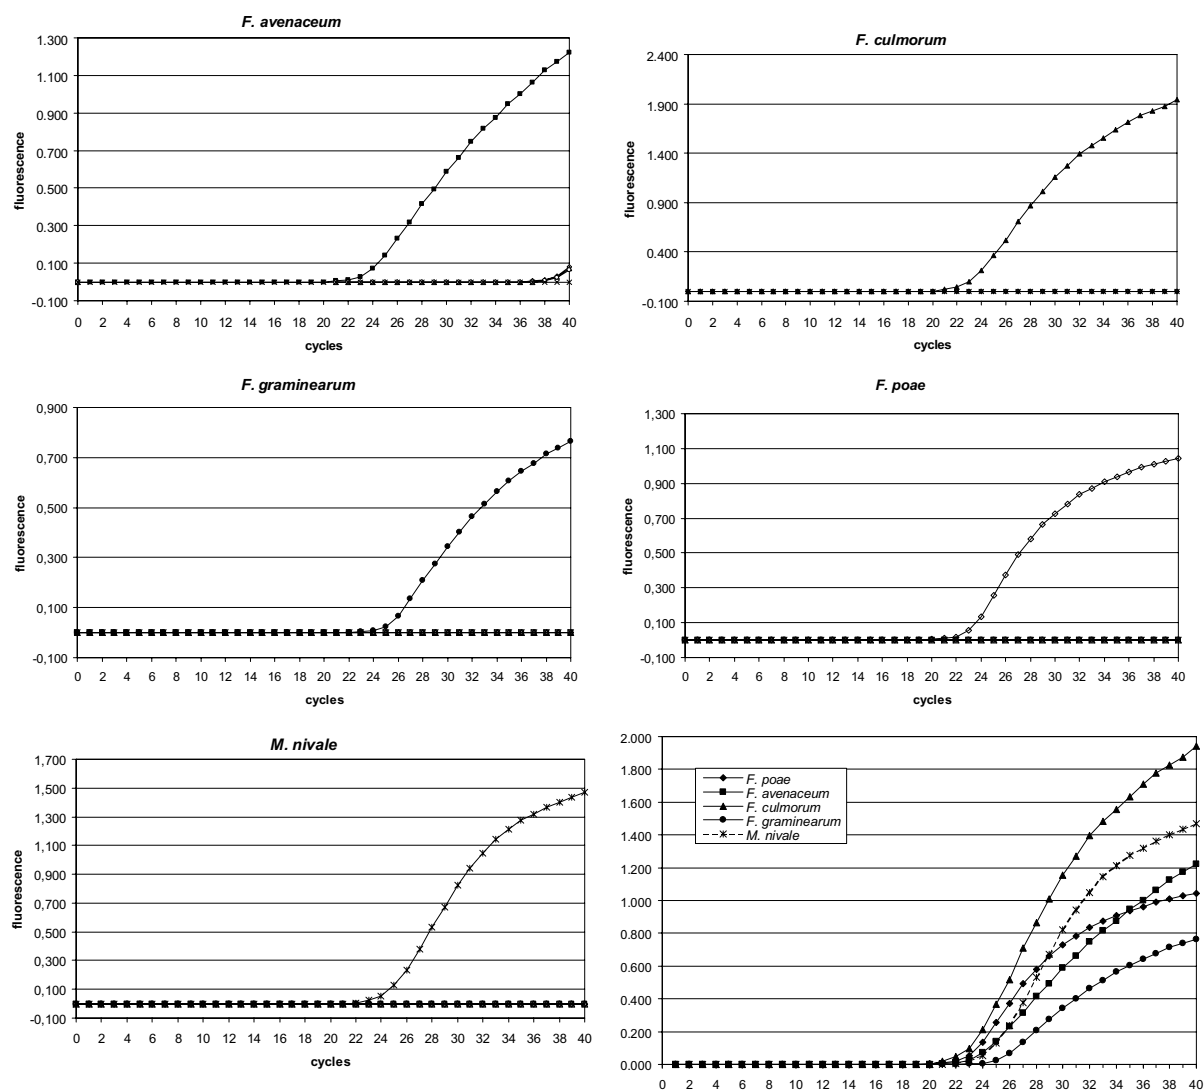 F. avenaceum
1.300
1.100
0.900
0.700
0.500
0.300
0.100
-0.100
fluorescence
0 2 4 6 8 10 12 14 16 18 20 22 24 26 28 30 32 34 36 38 40
cycles
F. culmorum
2.400
1.900
1.400
0.900
0.400
-0.100
fluorescence
0 2 4 6 8 10 12 14 16 18 20 22 24 26 28 30 32 34 36 38 40
cycles
F. graminearum
0,900
0,700
0,500
0,300
0,100
-0,100
fluorescence
0 2 4 6 8 10 12 14 16 18 20 22 24 26 28 30 32 34 36 38 40
cycles
F. poae
1,300
1,100
0,900
0,700
0,500
0,300
0,100
-0,100
fluorescence
0 2 4 6 8 10 12 14 16 18 20 22 24 26 28 30 32 34 36 38 40
cycles
M. nivale
1,700
1,500
1,300
1,100
0,900
0,700
0,500
0,300
0,100
-0,100
fluorescence
0 2 4 6 8 10 12 14 16 18 20 22 24 26 28 30 32 34 36 38 40
cycles
2.000
1.800
1.600
1.400
1.200
1.000
0.800
0.600
0.400
0.200
0.000
F. poae
F. avenaceum
F. culmorum
F. graminearum
M. nivale
0 2 4 6 8 10 12 14 16 18 20 22 24 26 28 30 32 34 36 38 40